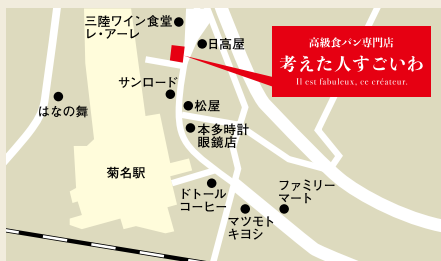 三陸ワイン食堂
レ・アーレ
日高屋
高級食パン専門店
考えた人すごいわ
Il est fabuleux, ce créateur.
サンロード
はなの舞
松屋
本多時計
眼鏡店
菊名駅
ドトール
コーヒー
ファミリー
マート
マツモト
キヨシ